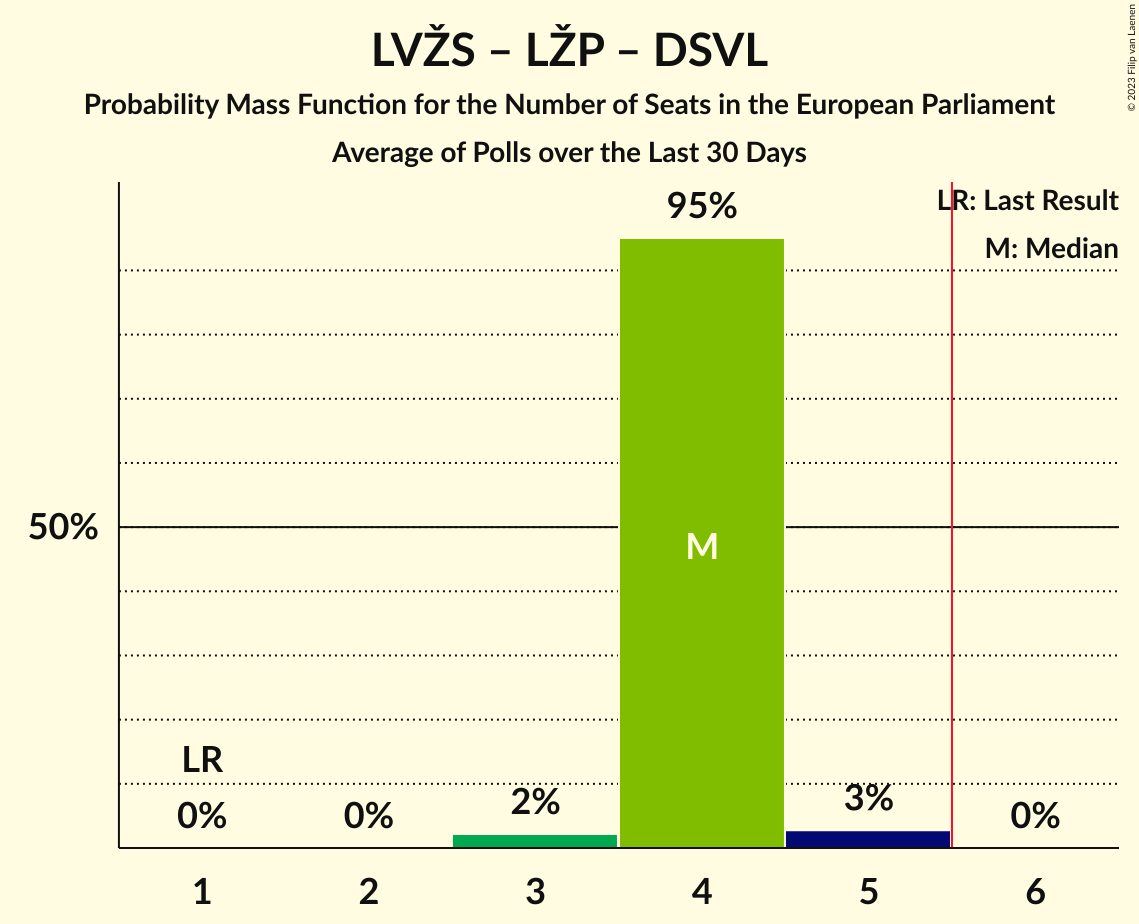 LVŽS – LŽP – DSVL
Probability Mass Function for the Number of Seats in the European Parliament
Average of Polls over the Last 30 Days
© 2023 Filip van Laenen
LR: Last Result
M: Median
95%
50%
M
LR
0%
0%
2%
3%
0%
1
2
3
4
5
6